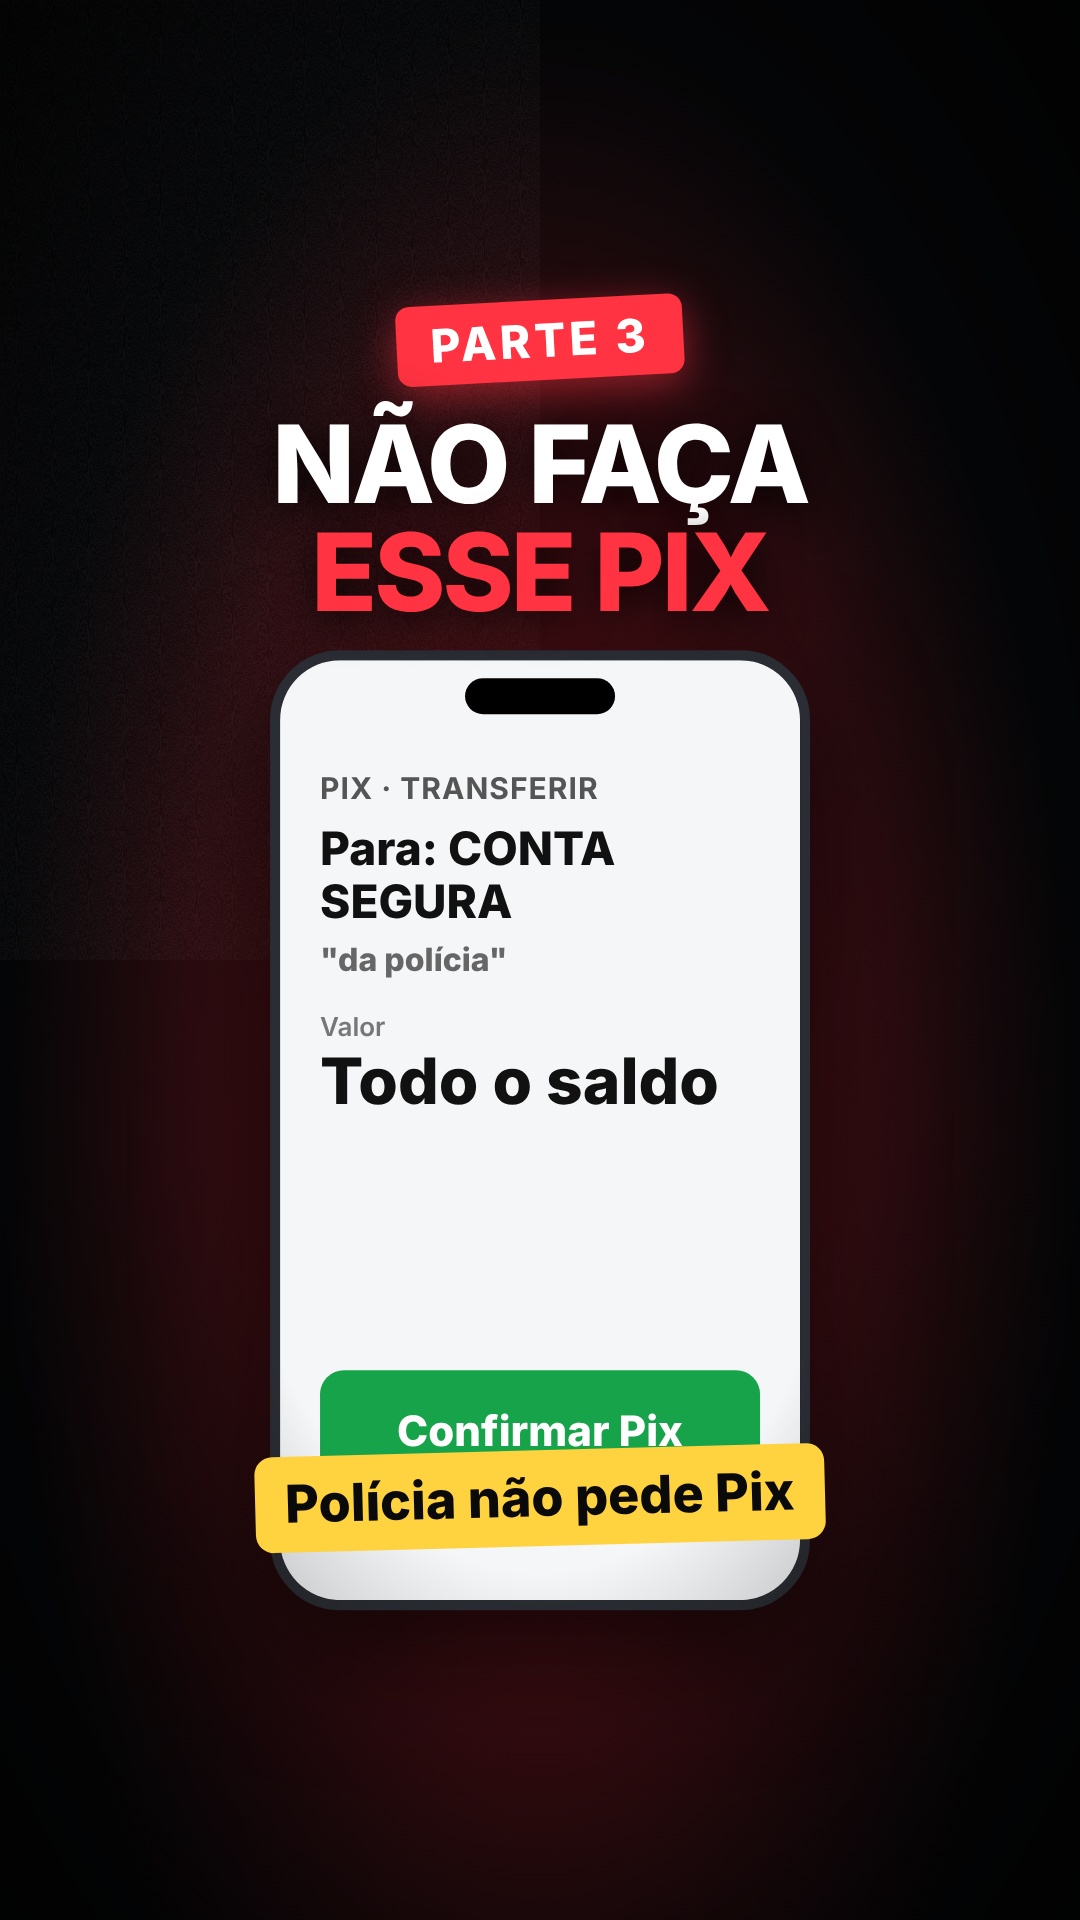 PARTE 3
NÃO FAÇA
ESSE PIX
PIX · TRANSFERIR
Para: CONTA
SEGURA
"da polícia"
Valor
Todo o saldo
Confirmar Pix
Polícia não pede Pix